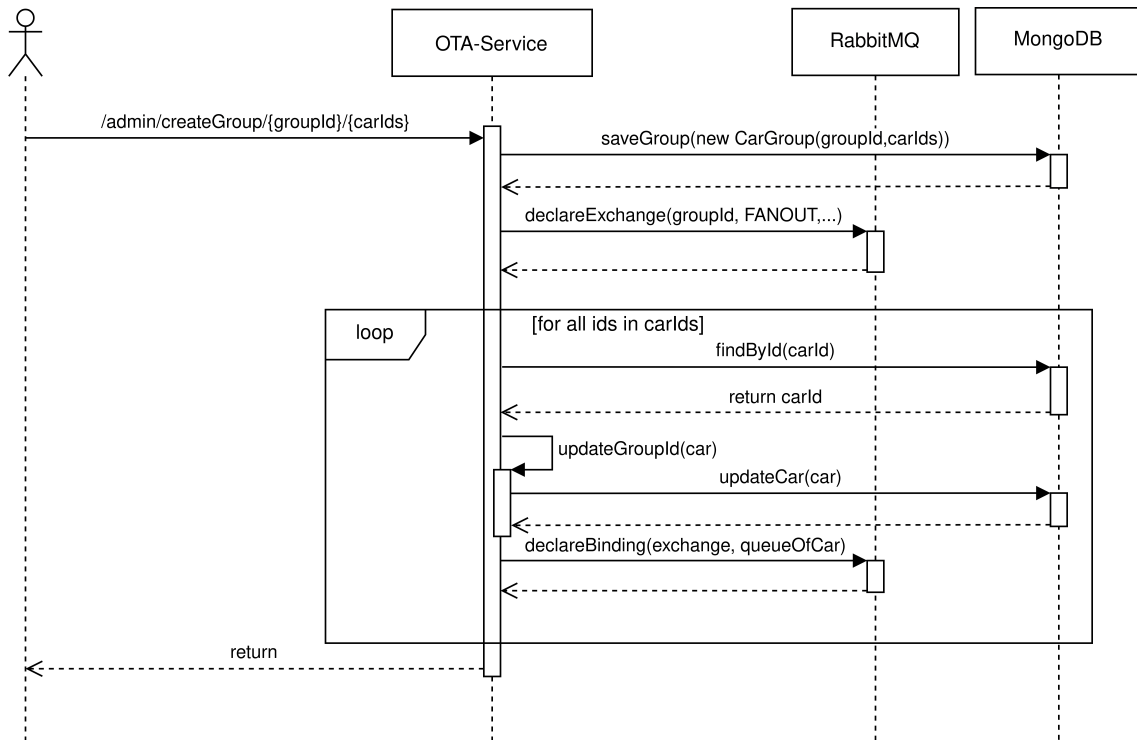 OTA-Service
RabbitMQ
MongoDB
/admin/createGroup/{groupId}/{carIds}
saveGroup(new CarGroup(groupId,carIds))
declareExchange(groupId, FANOUT,...)
loop
[for all ids in carIds]
findById(carId)
return carId
updateGroupId(car)
updateCar(car)
declareBinding(exchange, queueOfCar)
return